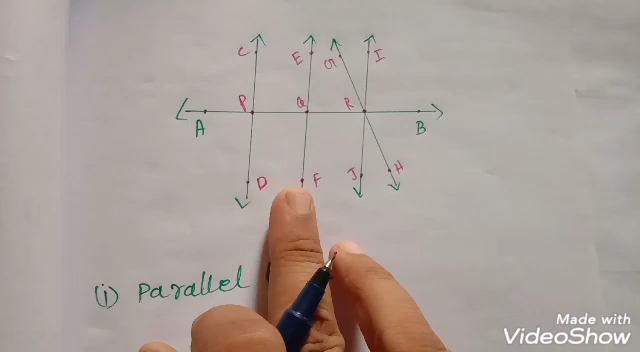 C E G I
P Q R
A B
D F J H
(i) Parallel
Made with
VideoShow